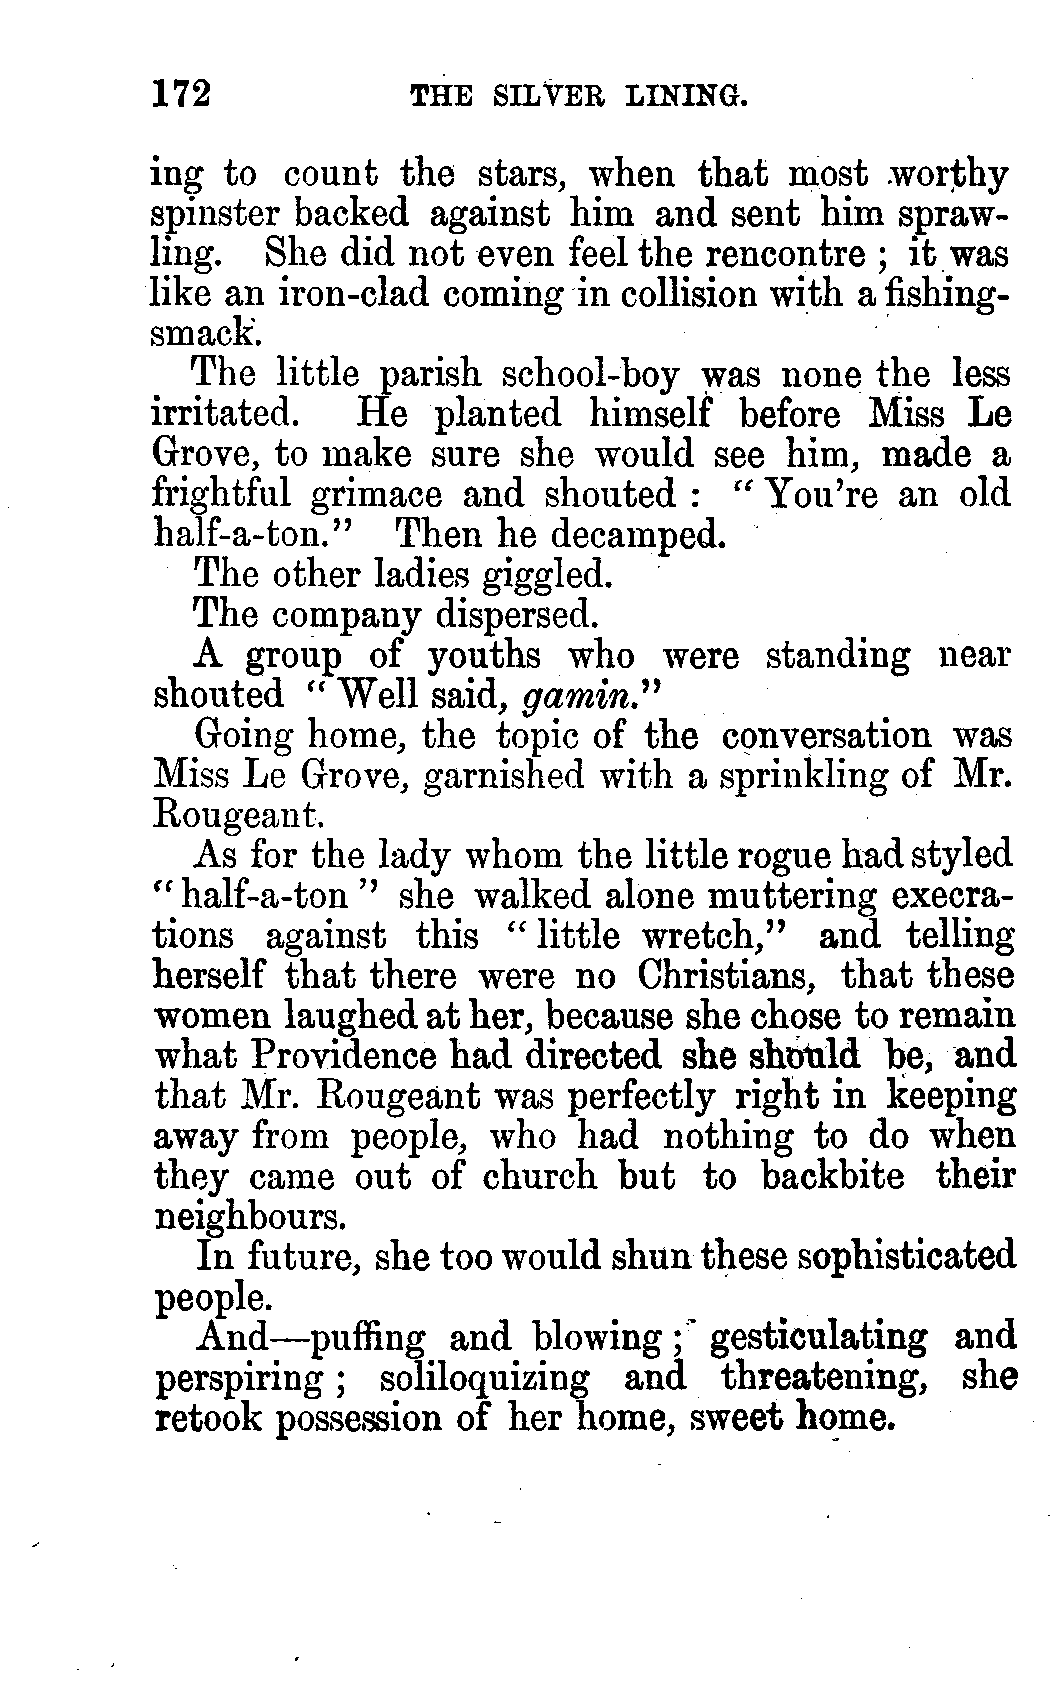 172 THE SILVER LINING.
ing to count the stars, when that most worthy
spinster backed against him and sent him spraw-
ling. She did not even feel the rencontre ; it was
like an iron-clad coming in collision with a fishing-
smack.
The little parish school-boy was none the less
irritated. He planted himself before Miss Le
Grove, to make sure she would see him, made a
frightful grimace and shouted : “ You’re an old
half-a-ton.” Then he decamped.
The other ladies giggled.
The company dispersed.
A group of youths who were standing near
shouted “ Well said, gamin.”
Going home, the topic of the conversation was
Miss Le Grove, garnished with a sprinkling of Mr.
Rougeant.
As for the lady whom the little rogue had styled
“ half-a-ton ” she walked alone muttering execra-
tions against this “ little wretch,” and telling
herself that there were no Christians, that these
women laughed at her, because she chose to remain
what Providence had directed she should be, and
that Mr. Rougeant was perfectly right in keeping
away from people, who had nothing to do when
they came out of church but to backbite their
neighbours.
In future, she too would shun these sophisticated
people.
And—puffing and blowing ; gesticulating and
perspiring ; soliloquizing and threatening, she
retook possession of her home, sweet home.